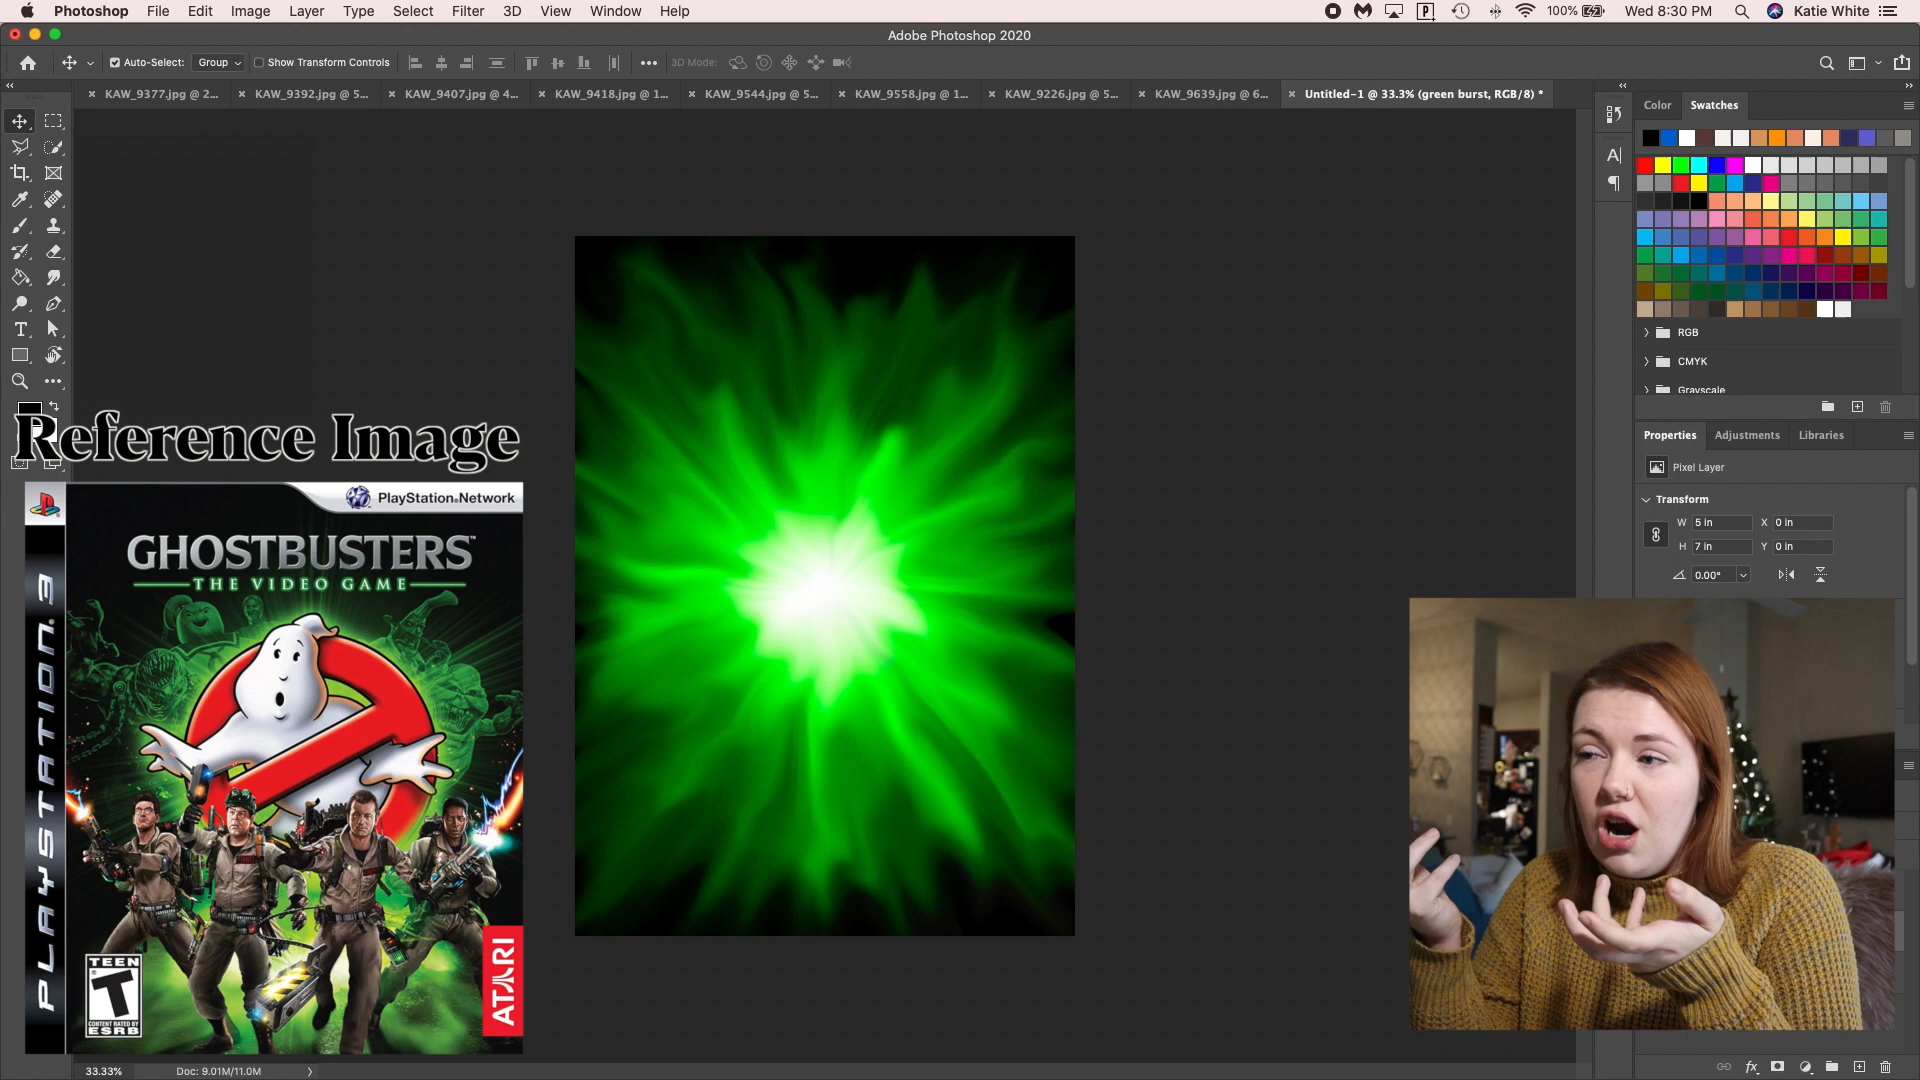 Photoshop File Edit Image Layer Type Select Filter 3D View Window Help 100% Wed 8:30 PM Katie White
Adobe Photoshop 2020
Auto-Select: Group Show Transform Controls 3D Mode:
KAW_9377.jpg @ 2... KAW_9392.jpg @ 5... KAW_9407.jpg @ 4... KAW_9418.jpg @ 1... KAW_9544.jpg @ 5... KAW_9558.jpg @ 1... KAW_9226.jpg @ 5... KAW_9639.jpg @ 6... Untitled-1 @ 33.3% (green burst, RGB/8) *
Color Swatches
RGB
CMYK
Grayscale
Properties Adjustments Libraries
Pixel Layer
Transform
W 5 in X 0 in
H 7 in Y 0 in
0.00°
Reference Image
PlayStation Network
PLAYSTATION 3
GHOSTBUSTERS™
THE VIDEO GAME
TEEN
T
CONTENT RATED BY
ESRB
ATARI
33.33% Doc: 9.01M/11.0M
fx